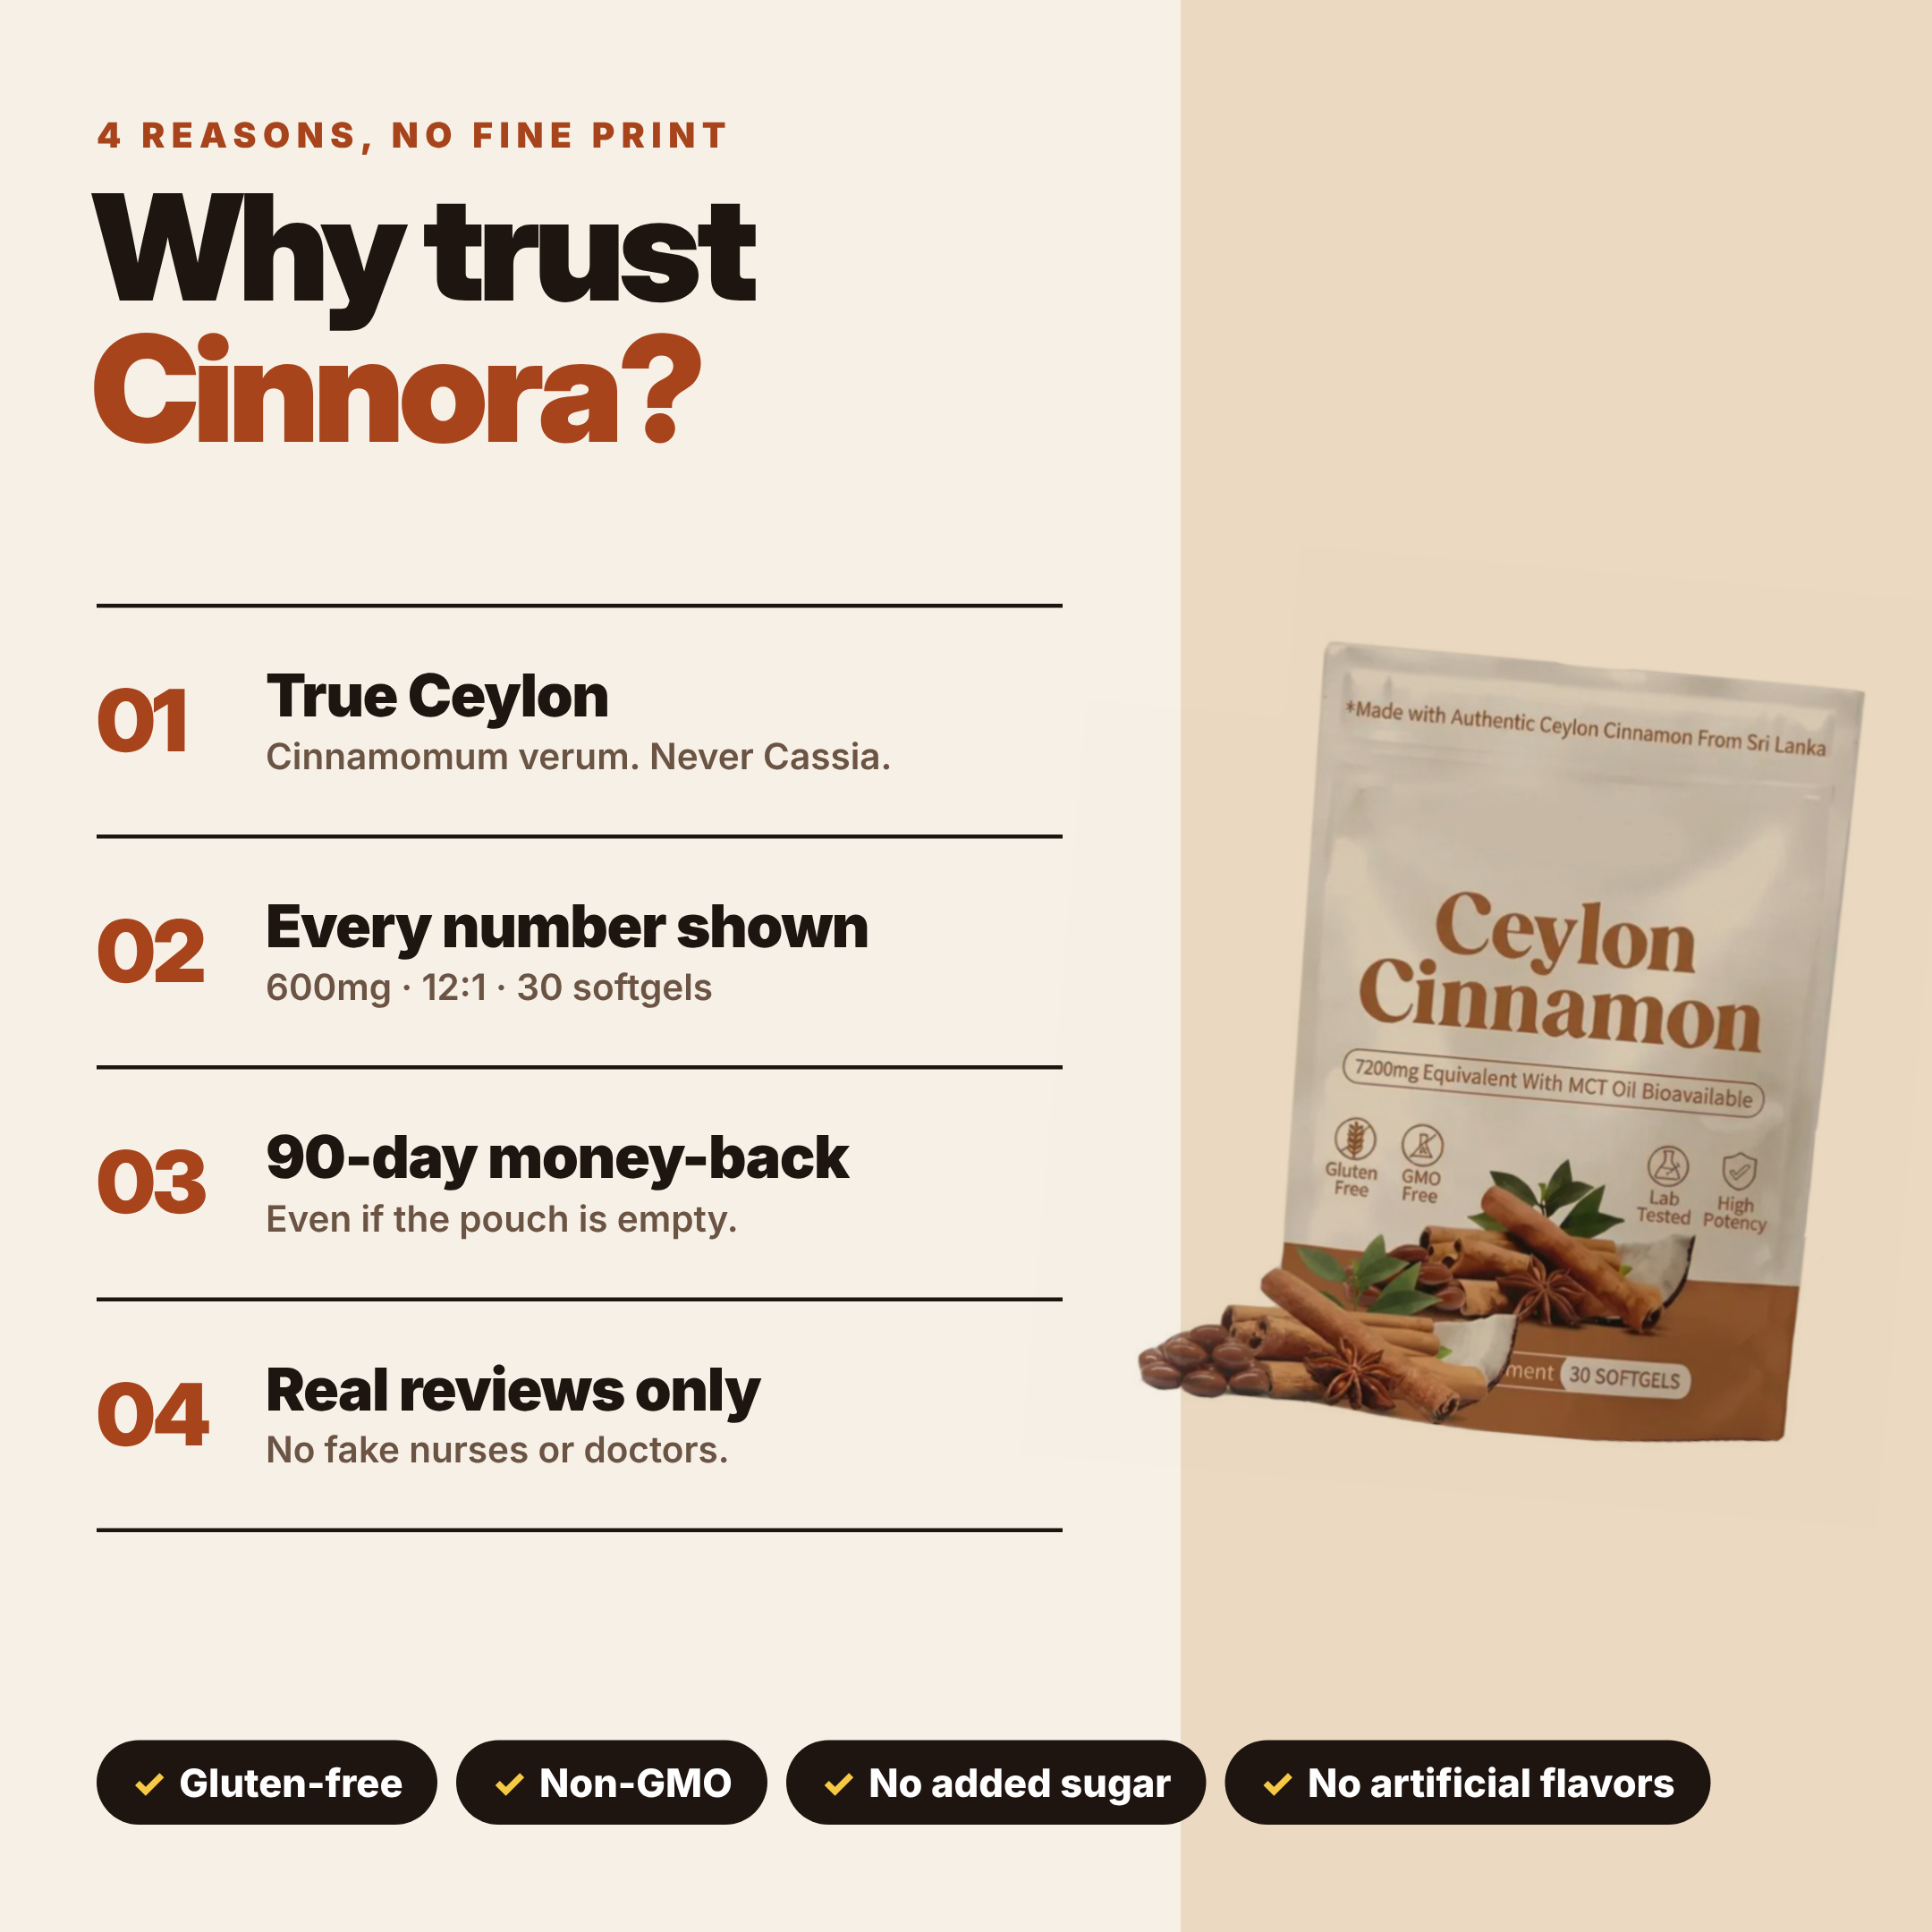 4 REASONS, NO FINE PRINT
Why trust
Cinnora?
01
True Ceylon
Cinnamomum verum. Never Cassia.
02
Every number shown
600mg · 12:1 · 30 softgels
03
90-day money-back
Even if the pouch is empty.
04
Real reviews only
No fake nurses or doctors.
*Made with Authentic Ceylon Cinnamon From Sri Lanka
Ceylon
Cinnamon
7200mg Equivalent With MCT Oil Bioavailable
Gluten
Free
GMO
Free
Lab
Tested
High
Potency
ment 30 SOFTGELS
✓ Gluten-free
✓ Non-GMO
✓ No added sugar
✓ No artificial flavors